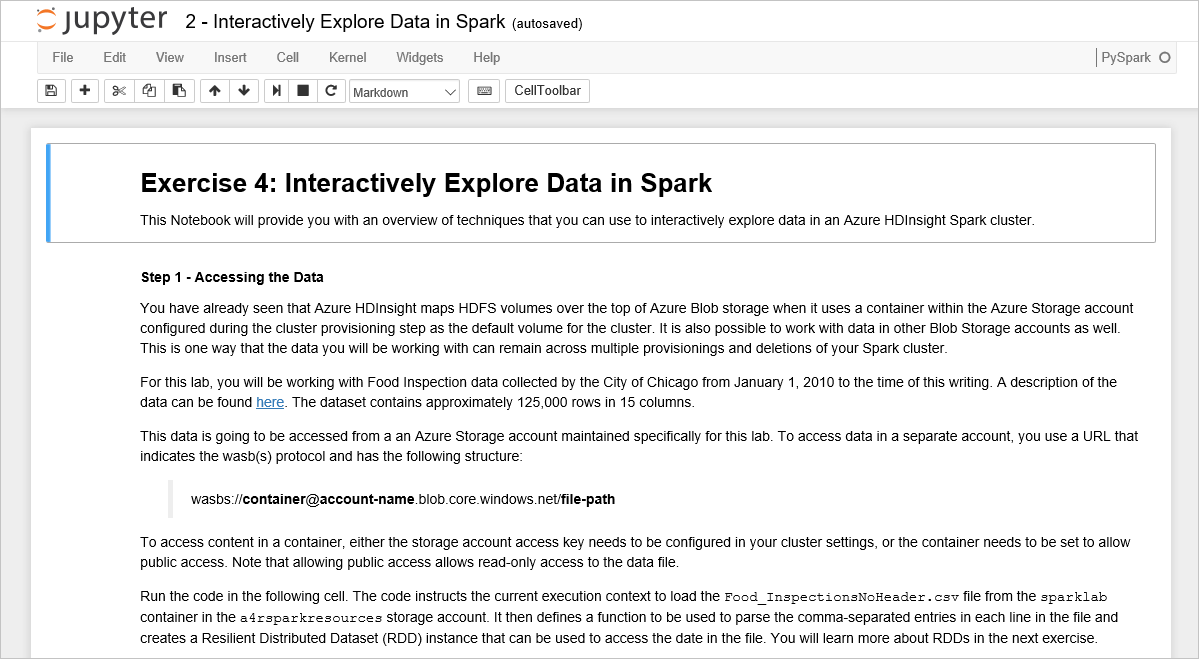 jupyter 2 - Interactively Explore Data in Spark (autosaved)
File Edit View Insert Cell Kernel Widgets Help PySpark
Markdown CellToolbar
Exercise 4: Interactively Explore Data in Spark
This Notebook will provide you with an overview of techniques that you can use to interactively explore data in an Azure HDInsight Spark cluster.
Step 1 - Accessing the Data
You have already seen that Azure HDInsight maps HDFS volumes over the top of Azure Blob storage when it uses a container within the Azure Storage account
configured during the cluster provisioning step as the default volume for the cluster. It is also possible to work with data in other Blob Storage accounts as well.
This is one way that the data you will be working with can remain across multiple provisionings and deletions of your Spark cluster.
For this lab, you will be working with Food Inspection data collected by the City of Chicago from January 1, 2010 to the time of this writing. A description of the
data can be found here. The dataset contains approximately 125,000 rows in 15 columns.
This data is going to be accessed from a an Azure Storage account maintained specifically for this lab. To access data in a separate account, you use a URL that
indicates the wasb(s) protocol and has the following structure:
wasbs://container@account-name.blob.core.windows.net/file-path
To access content in a container, either the storage account access key needs to be configured in your cluster settings, or the container needs to be set to allow
public access. Note that allowing public access allows read-only access to the data file.
Run the code in the following cell. The code instructs the current execution context to load the Food_InspectionsNoHeader.csv file from the sparklab
container in the a4rsparkresources storage account. It then defines a function to be used to parse the comma-separated entries in each line in the file and
creates a Resilient Distributed Dataset (RDD) instance that can be used to access the date in the file. You will learn more about RDDs in the next exercise.